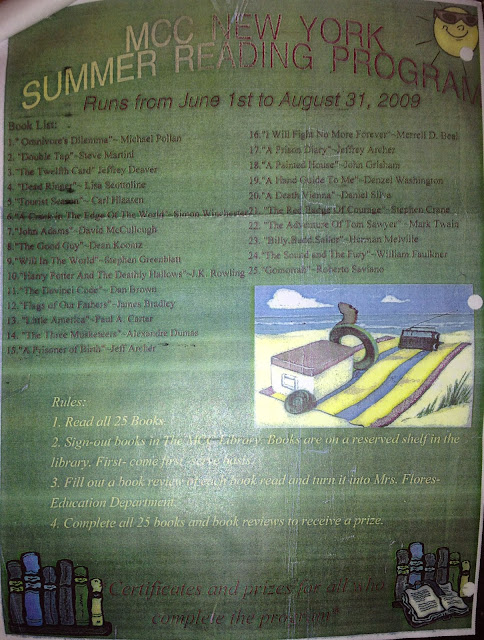 MCC NEW YORK
SUMMER READING PROGRAM
Runs from June 1st to August 31, 2009
Book List:
1." Omnivore's Dilemma"~ Michael Pollan
2. "Double Tap"~ Steve Martini
3. "The Twelfth Card" Jeffrey Deaver
4. "Dead Ringer" ~ Lisa Scottoline
5. "Tourist Season" ~ Carl Hiaasen
6. "A Crack in The Edge Of The World"~ Simon Winchester
7."John Adams"~ David McCullough
8. "The Good Guy"~Dean Koontz
9."Will In The World"~ Stephen Greenblatt
10."Harry Potter And The Deathly Hallows"~J.K. Rowling
11. "The Davinci Code"~ Dan Brown
12. "Flags of Our Fathers"~James Bradley
13. "Latin America"~Paul A. Carter
14. "The Three Musketeers"~Alexandre Dumas
15."A Prisoner of Birth"~Jeff Archer
16."I Will Fight No More Forever"~ Merrell D. Beal
17."A Prison Diary"~Jeffrey Archer
18."A Painted House"~ John Grisham
19."A Hand Guide To Me"~Denzel Washington
20."A Death Vienna"~Daniel Silva
21. "The Red Badge Of Courage"~Stephen Crane
22. "The Adventure Of Tom Sawyer" ~ Mark Twain
23. "Billy Budd,Sailor"~ Herman Melville
24."The Sound and The Fury"~William Faulkner
25. "Gomorrah"~Roberto Saviano
Rules:
1. Read all 25 Books.
2. Sign-out books in The MCC Library. Books are on a reserved shelf in the
library. First- come first, serve basis.
3. Fill out a book review of each book read and turn it into Mrs. Flores-
Education Department.
4. Complete all 25 books and book reviews to receive a prize.
Certificates and prizes for all who
complete the program!